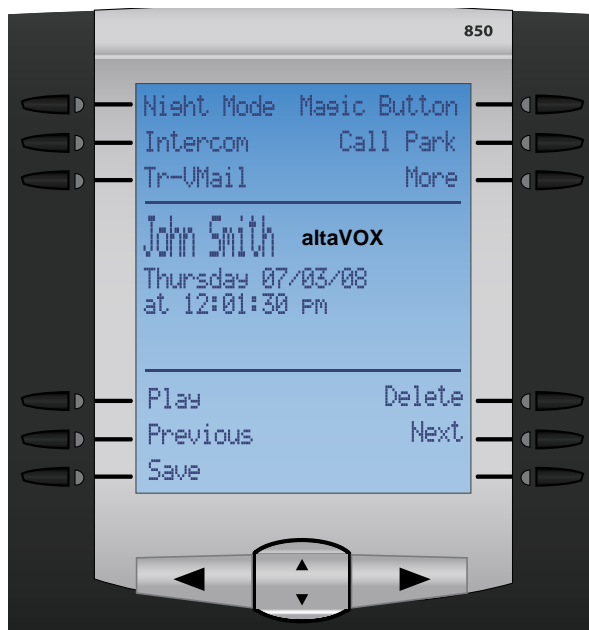 850
Night Mode Magic Button
Intercom Call Park
Tr-VMail More
John Smith altaVOX
Thursday 07/03/08
at 12:01:30 pm
Play Delete
Previous Next
Save